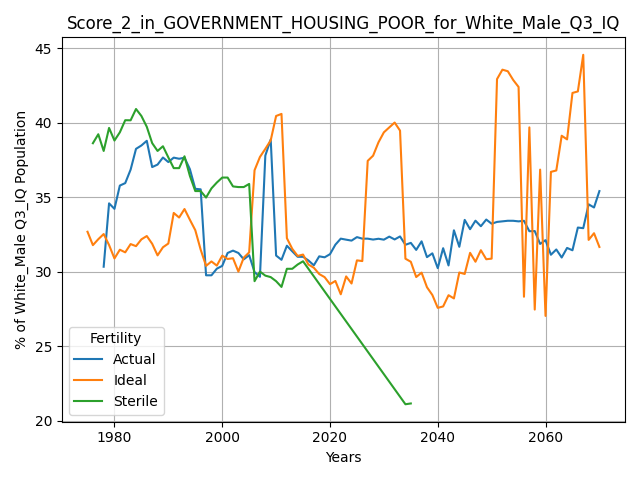 Score_2_in_GOVERNMENT_HOUSING_POOR_for_White_Male_Q3_IQ
% of White_Male Q3_IQ Population
45
40
35
30
25
20
Fertility
Actual
Ideal
Sterile
1980 2000 2020 2040 2060
Years